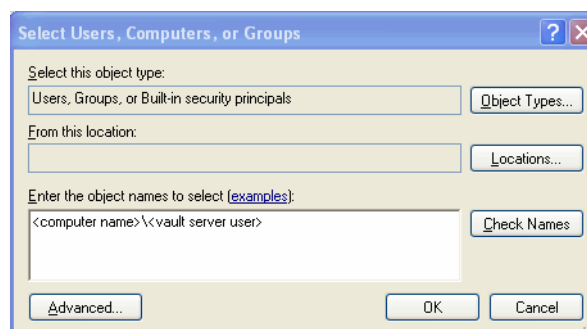 Select Users, Computers, or Groups
Select this object type:
Users, Groups, or Built-in security principals
Object Types...
From this location:
Locations...
Enter the object names to select (examples):
<computer name>\<vault server user>
Check Names
Advanced...
OK
Cancel